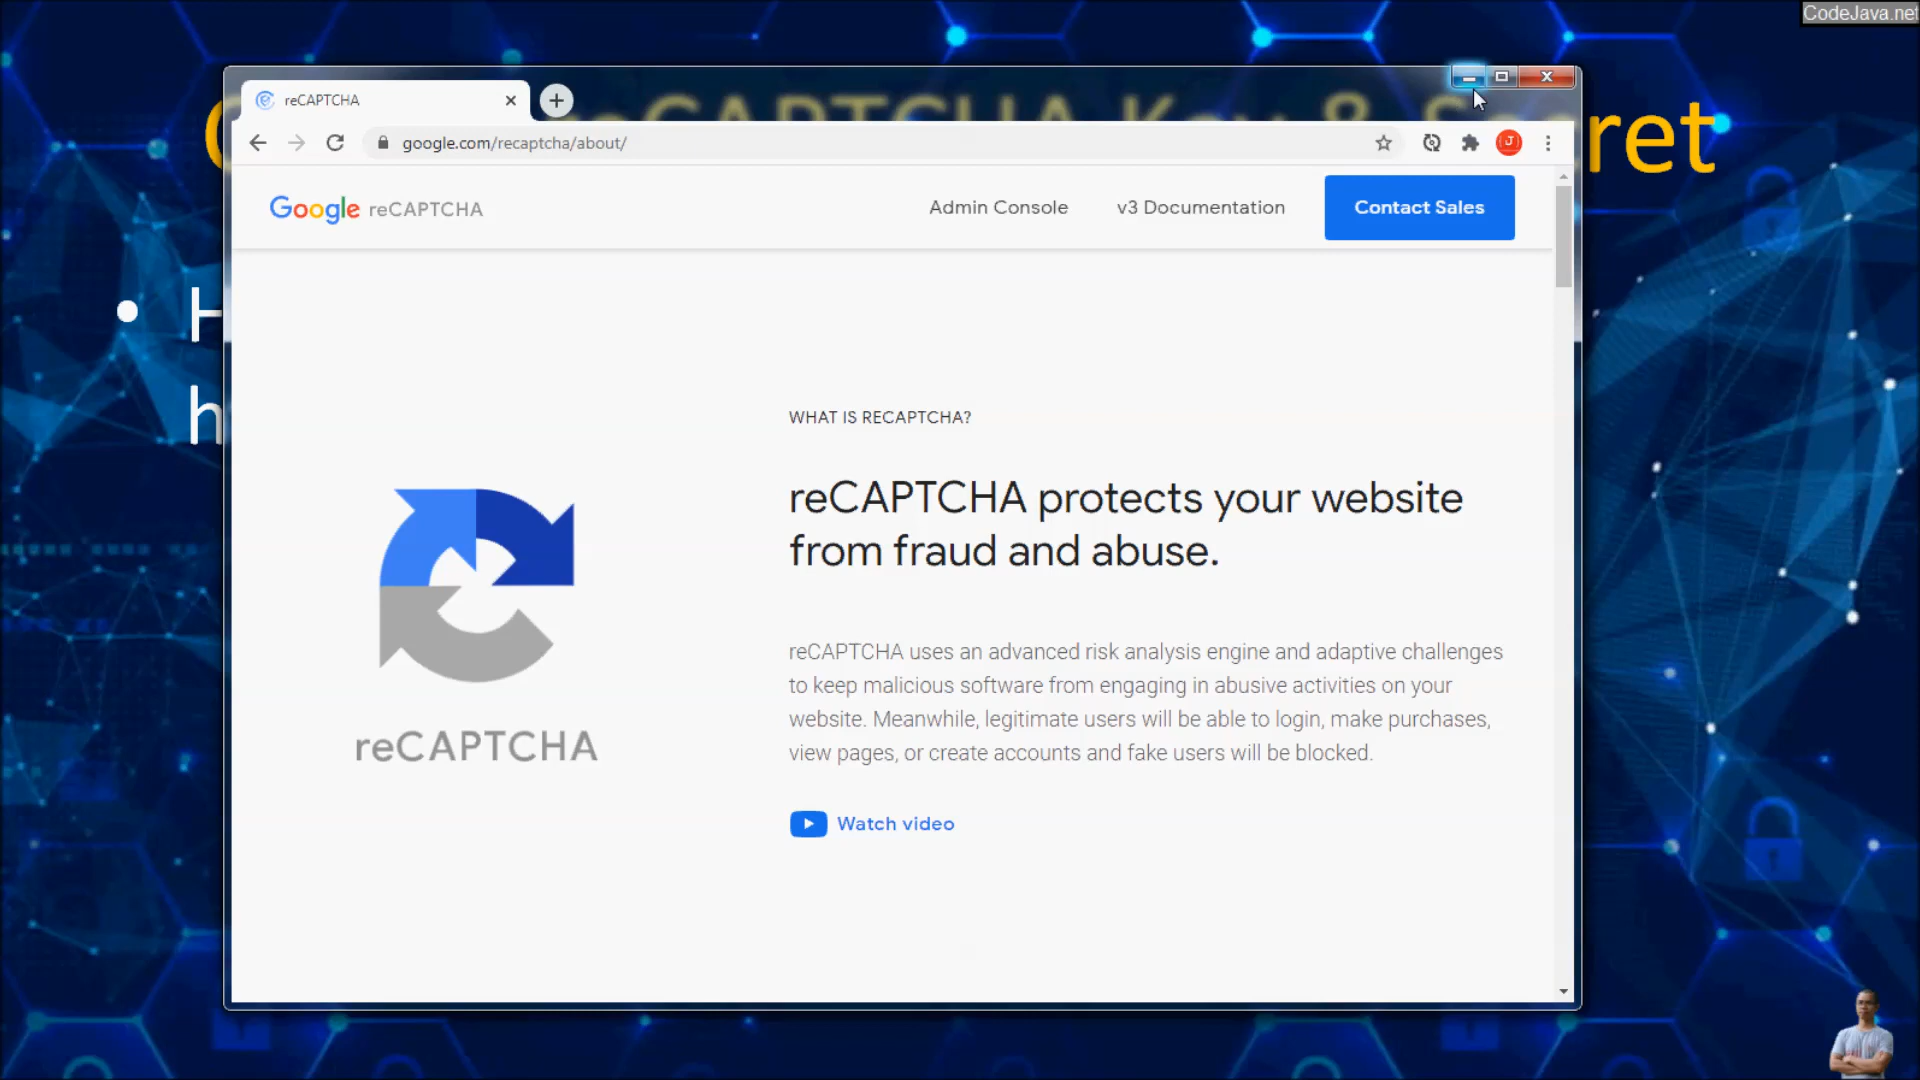 CodeJava.net
reCAPTCHA Key & Secret
reCAPTCHA
google.com/recaptcha/about/
Google reCAPTCHA
Admin Console
v3 Documentation
Contact Sales
H
h
WHAT IS RECAPTCHA?
reCAPTCHA protects your website
from fraud and abuse.
reCAPTCHA uses an advanced risk analysis engine and adaptive challenges
to keep malicious software from engaging in abusive activities on your
website. Meanwhile, legitimate users will be able to login, make purchases,
view pages, or create accounts and fake users will be blocked.
reCAPTCHA
Watch video